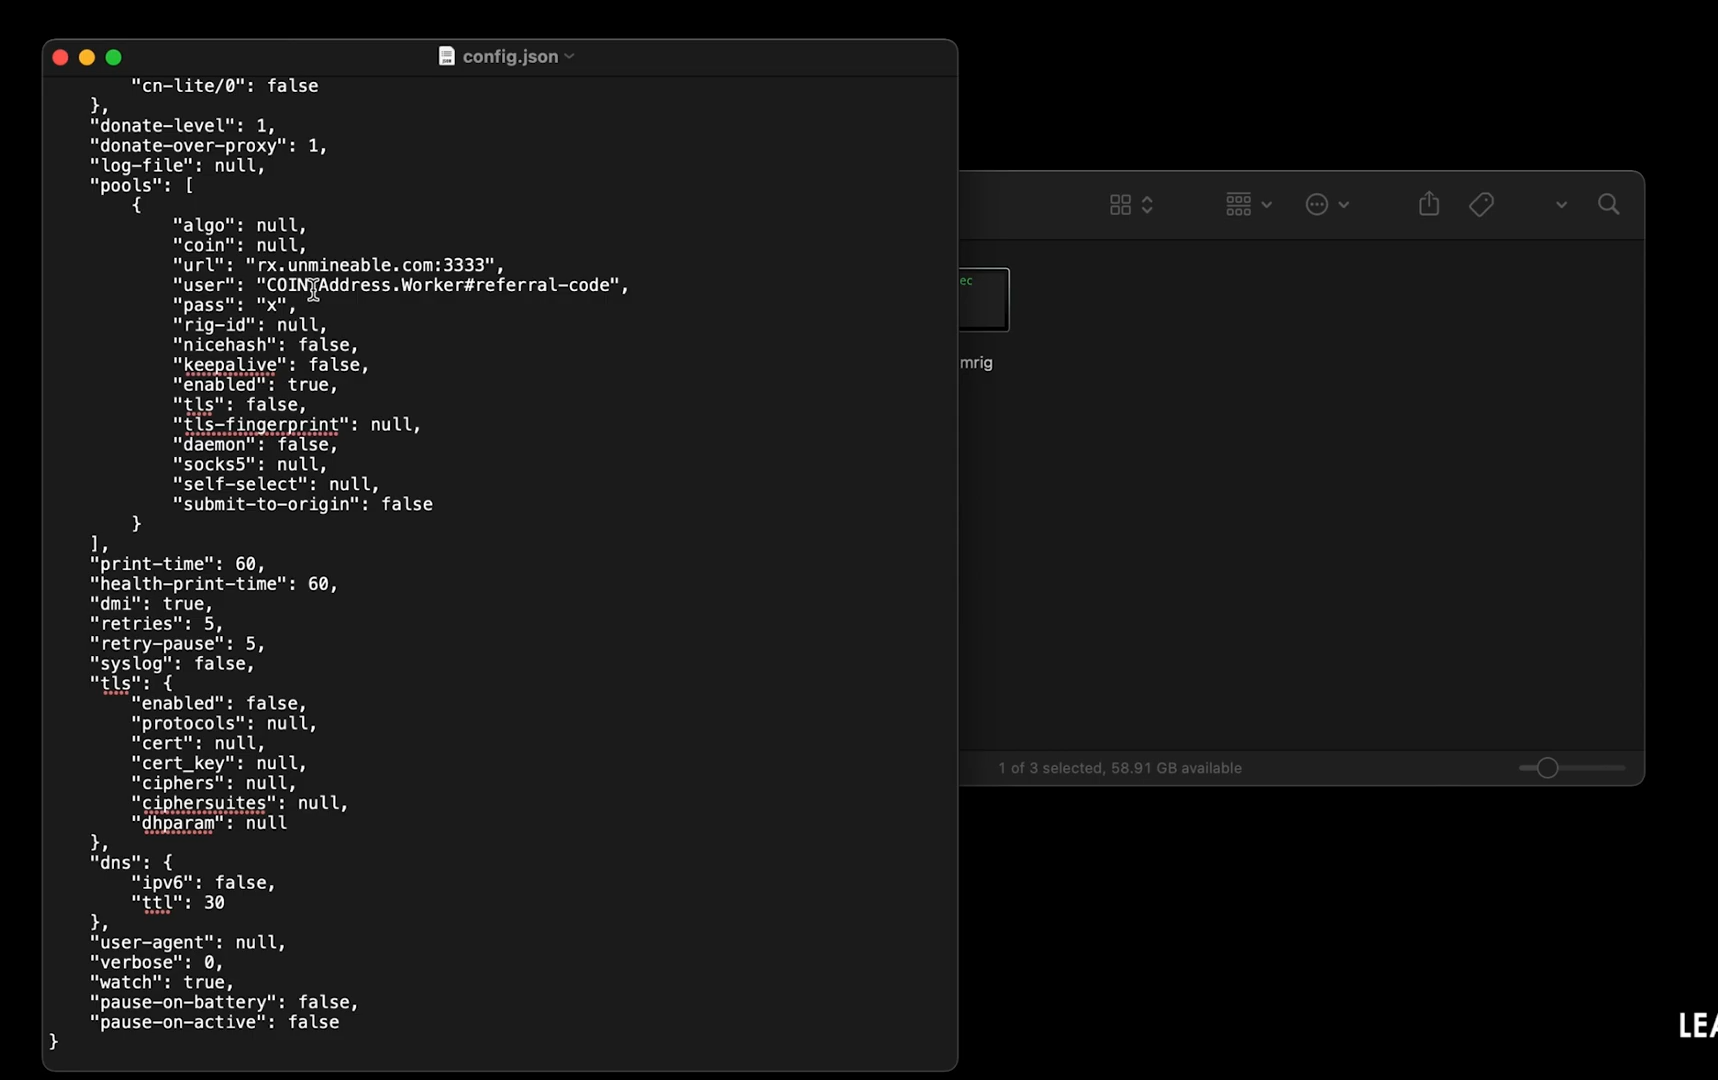 config.json
"cn-lite/0": false
},
"donate-level": 1,
"donate-over-proxy": 1,
"log-file": null,
"pools": [
{
"algo": null,
"coin": null,
"url": "rx.unmineable.com:3333",
"user": "COIN:Address.Worker#referral-code",
"pass": "x",
"rig-id": null,
"nicehash": false,
"keepalive": false,
"enabled": true,
"tls": false,
"tls-fingerprint": null,
"daemon": false,
"socks5": null,
"self-select": null,
"submit-to-origin": false
}
],
"print-time": 60,
"health-print-time": 60,
"dmi": true,
"retries": 5,
"retry-pause": 5,
"syslog": false,
"tls": {
"enabled": false,
"protocols": null,
"cert": null,
"cert_key": null,
"ciphers": null,
"ciphersuites": null,
"dhparam": null
},
"dns": {
"ipv6": false,
"ttl": 30
},
"user-agent": null,
"verbose": 0,
"watch": true,
"pause-on-battery": false,
"pause-on-active": false
}
ec
mrig
1 of 3 selected, 58.91 GB available
LEA